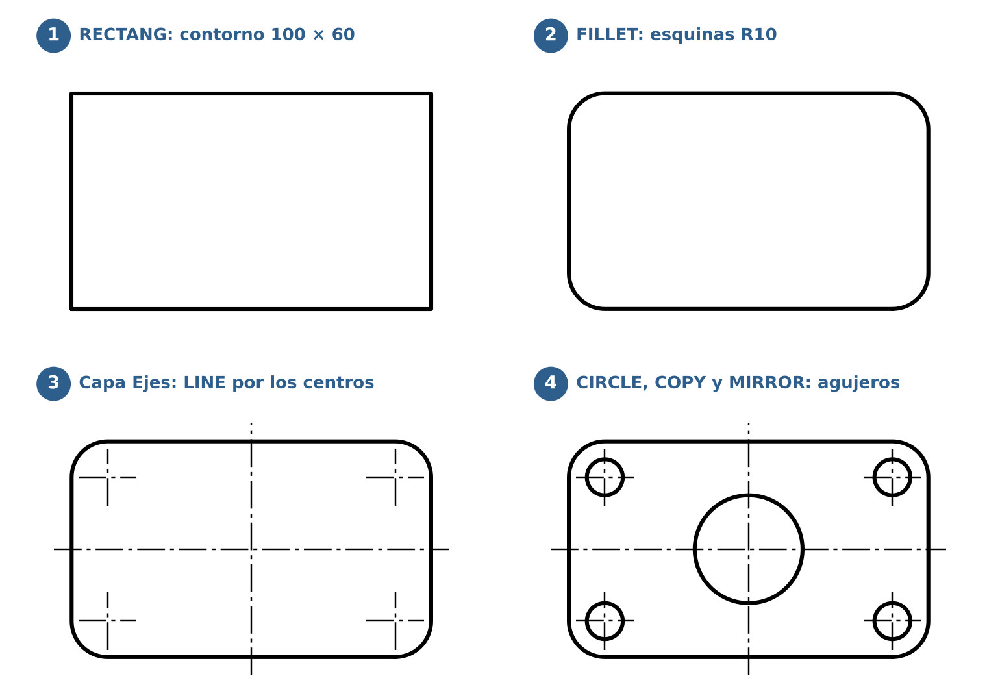 1 RECTANG: contorno 100 × 60
2 FILLET: esquinas R10
3 Capa Ejes: LINE por los centros
4 CIRCLE, COPY y MIRROR: agujeros